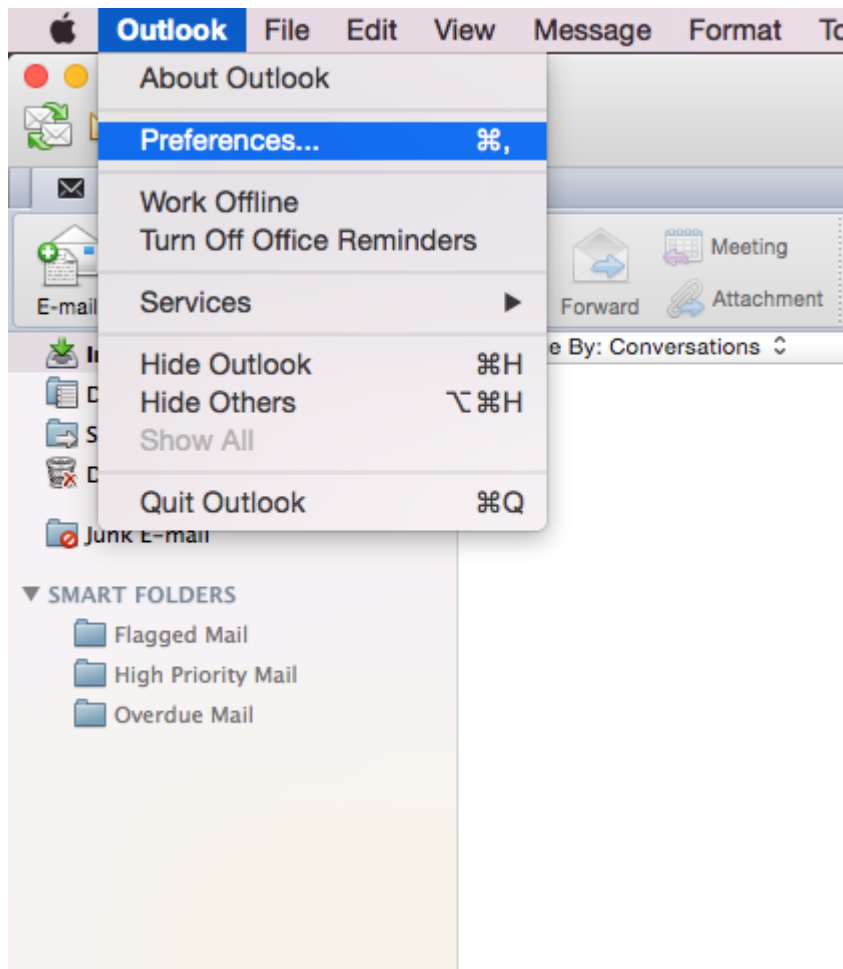 Outlook File Edit View Message Format
About Outlook
Preferences... ⌘,
Work Offline
Turn Off Office Reminders
Services
Hide Outlook ⌘H
Hide Others ⌥⌘H
Show All
Quit Outlook ⌘Q
Meeting
E-mail
Forward
Attachment
By: Conversations
Junk E-mail
SMART FOLDERS
Flagged Mail
High Priority Mail
Overdue Mail